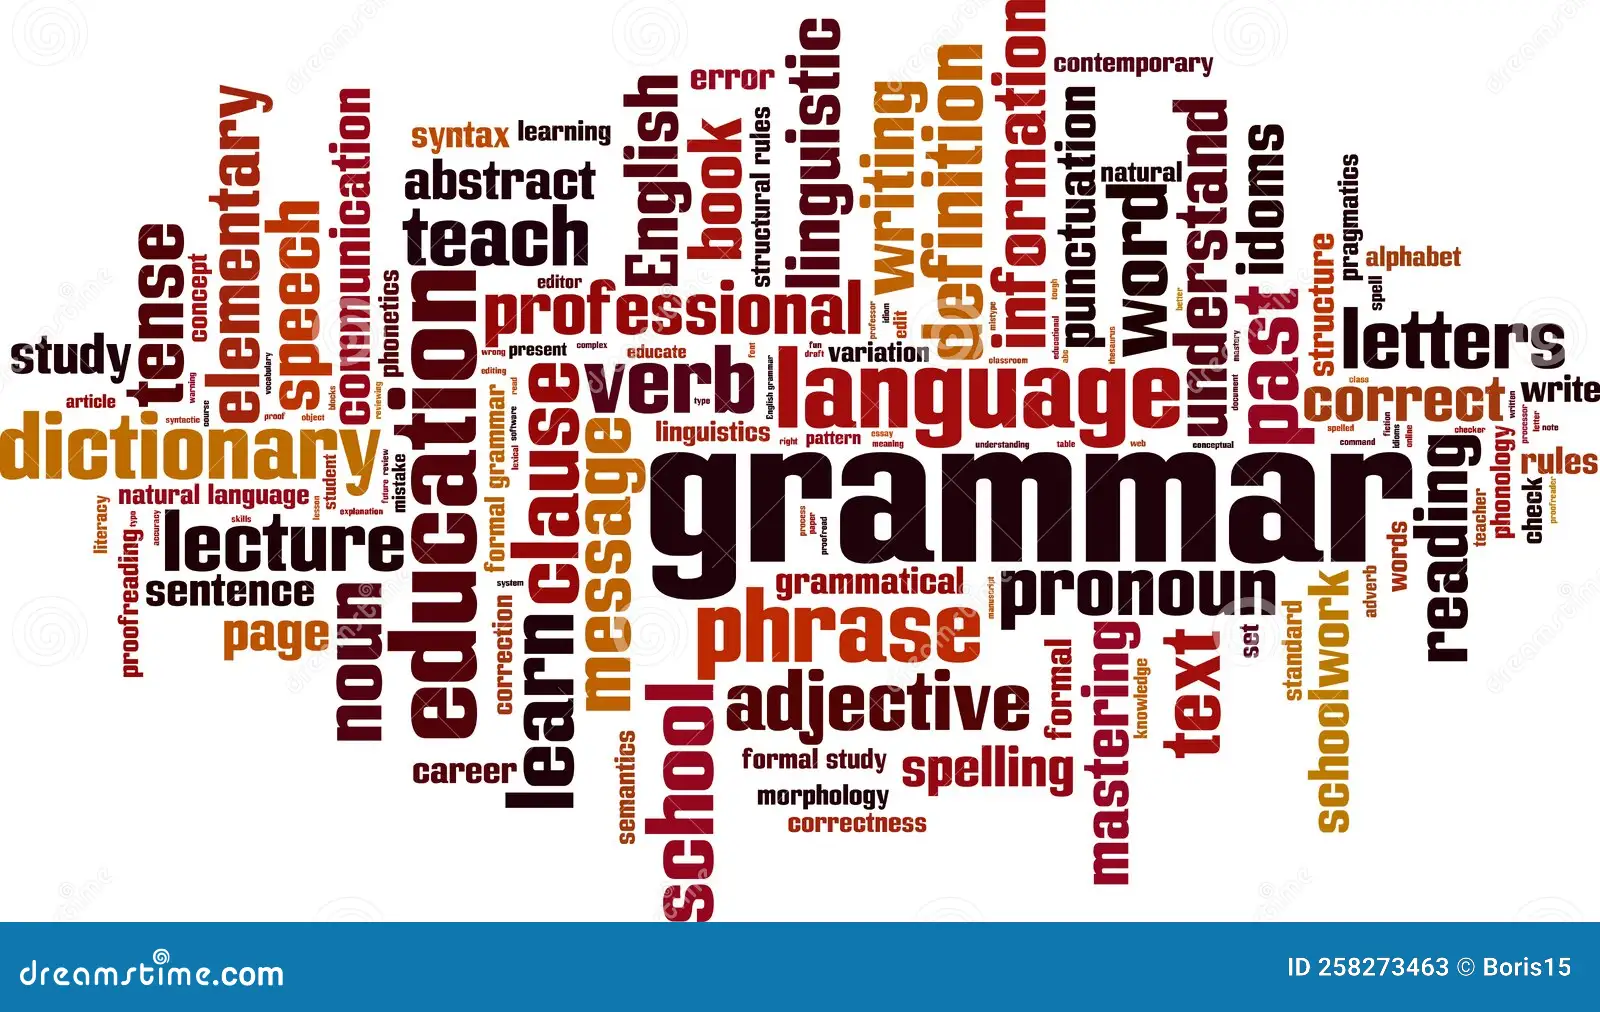 information
linguistic
definition
contemporary
error
English
writing
elementary
communication
punctuation
understand
book
structural rules
syntax
learning
idoms
abstract
natural
pragmatics
word
speech
teach
tense
structure
alphabet
concept
phonetics
editor
spell
professional
past
letters
study
education
idiom
edit
professor
mistype
tough
better
educational
abc
thesaurus
mastery
wrong
present
complex
educate
font
fun
draft
variation
classroom
vocabulary
verb
English grammar
language
clause
editing
read
type
document
class
correct
write
article
warning
course
blocks
reviewing
syntactic
proof
object
dictionary
formal grammar
software
lexical
message
linguistics
right
pattern
essay
meaning
understanding
table
web
conceptual
spelled
command
fiction
idioms
online
checker
written
processor
letter
note
grammar
reading
phonology
rules
student
future
review
mistake
natural language
lesson
explanation
literacy
proofreading
typo
accuracy
skills
lecture
process
paper
proofread
words
teacher
check
proofreader
sentence
system
grammatical
manuscript
pronoun
adverb
page
noun
correction
learn
phrase
set
standard
schoolwork
adjective
formal
mastering
knowledge
text
career
semantics
school
formal study
spelling
morphology
correctness
dreamstime.com
ID 258273463 © Boris15